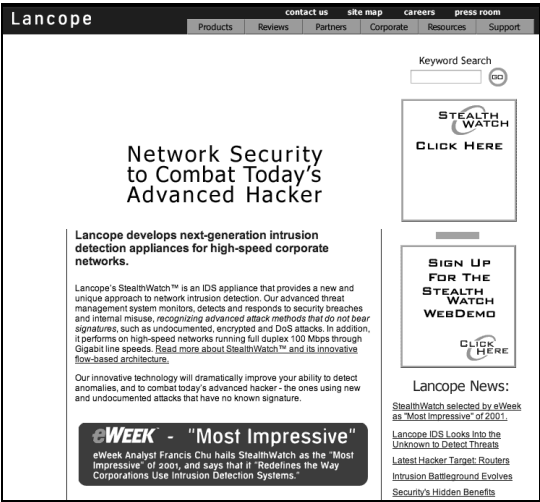 Lancope
contact us site map careers press room
Products Reviews Partners Corporate Resources Support
Keyword Search
GO
STEALTH
WATCH
CLICK HERE
Network Security
to Combat Today's
Advanced Hacker
Lancope develops next-generation intrusion
detection appliances for high-speed corporate
networks.
Lancope's StealthWatch™ is an IDS appliance that provides a new and
unique approach to network intrusion detection. Our advanced threat
management system monitors, detects and responds to security breaches
and internal misuse, recognizing advanced attack methods that do not bear
signatures, such as undocumented, encrypted and DoS attacks. In addition,
it performs on high-speed networks running full duplex 100 Mbps through
Gigabit line speeds. Read more about StealthWatch™ and its innovative
flow-based architecture.
Our innovative technology will dramatically improve your ability to detect
anomalies, and to combat today's advanced hacker - the ones using new
and undocumented attacks that have no known signature.
eWEEK - "Most Impressive"
eWeek Analyst Francis Chu hails StealthWatch as the "Most
Impressive" of 2001, and says that it "Redefines the Way
Corporations Use Intrusion Detection Systems."
SIGN UP
FOR THE
STEALTH
WATCH
WEBDEMO
CLICK
HERE
Lancope News:
StealthWatch selected by eWeek
as "Most Impressive" of 2001.
Lancope IDS Looks Into the
Unknown to Detect Threats
Latest Hacker Target: Routers
Intrusion Battleground Evolves
Security's Hidden Benefits